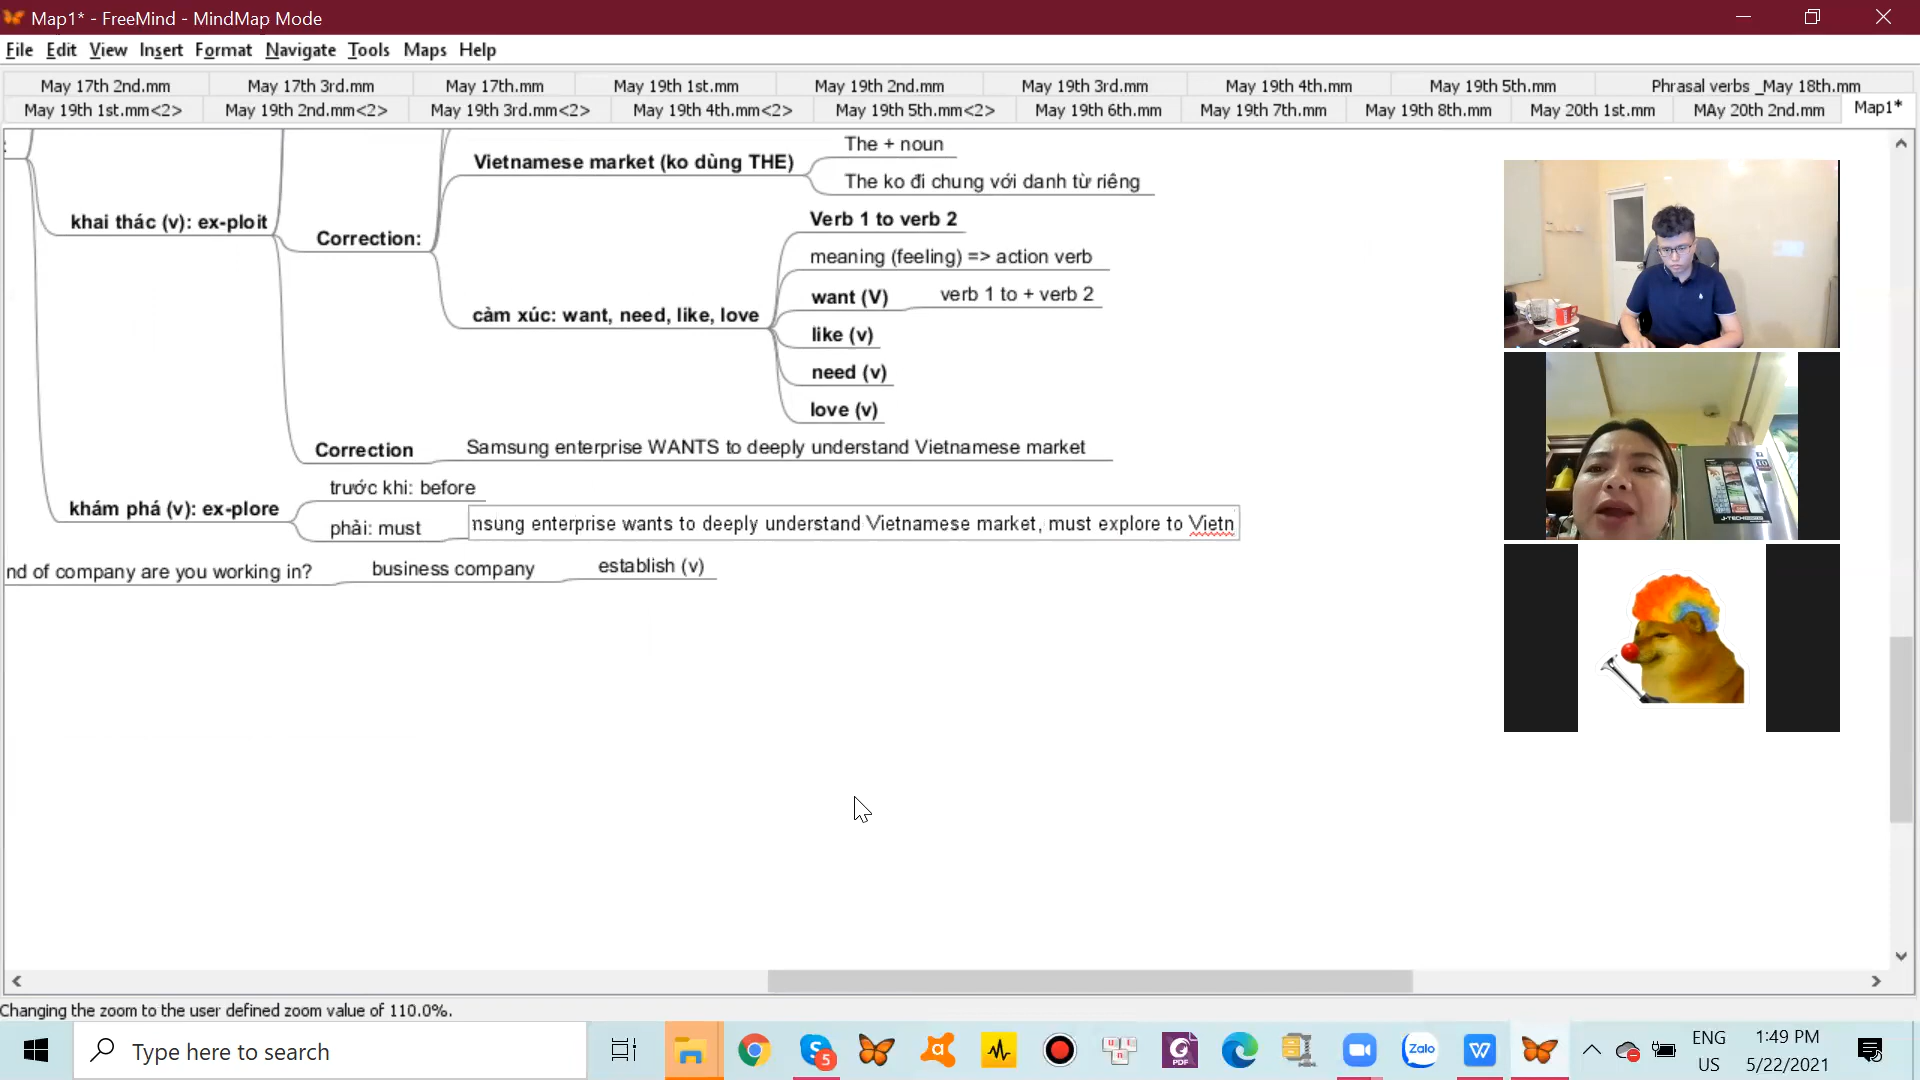 Map1* - FreeMind - MindMap Mode
File Edit View Insert Format Navigate Tools Maps Help
May 17th 2nd.mm May 17th 3rd.mm May 17th.mm May 19th 1st.mm May 19th 2nd.mm May 19th 3rd.mm May 19th 4th.mm May 19th 5th.mm Phrasal verbs _May 18th.mm
May 19th 1st.mm<2> May 19th 2nd.mm<2> May 19th 3rd.mm<2> May 19th 4th.mm<2> May 19th 5th.mm<2> May 19th 6th.mm May 19th 7th.mm May 19th 8th.mm May 20th 1st.mm MAy 20th 2nd.mm Map1*
The + noun
Vietnamese market (ko dùng THE)
The ko đi chung với danh từ riêng
khai thác (v): ex-ploit
Correction:
Verb 1 to verb 2
meaning (feeling) => action verb
want (V) verb 1 to + verb 2
cảm xúc: want, need, like, love
like (v)
need (v)
love (v)
Correction Samsung enterprise WANTS to deeply understand Vietnamese market
trước khi: before
khám phá (v): ex-plore
phải: must nsung enterprise wants to deeply understand Vietnamese market, must explore to Vietn
nd of company are you working in? business company establish (v)
Changing the zoom to the user defined zoom value of 110.0%.
Type here to search
5
Zalo
PDF
ENG
US
1:49 PM
5/22/2021